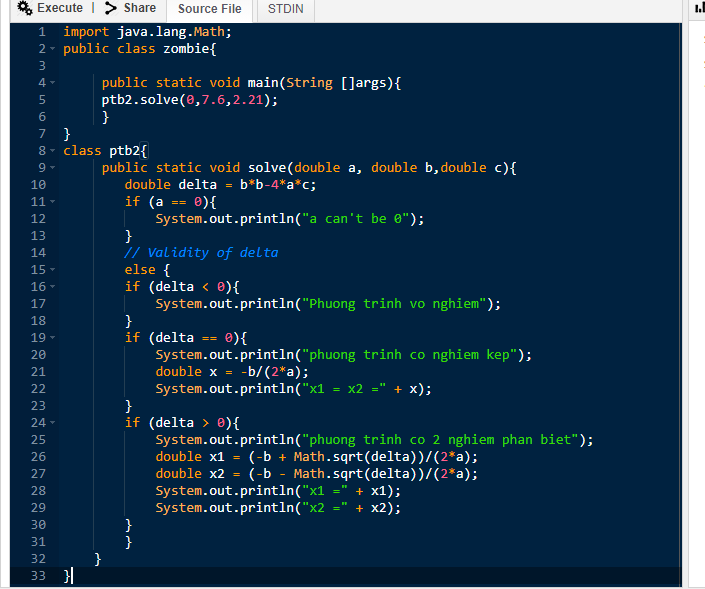 Execute | > Share Source File STDIN
1 import java.lang.Math;
2 public class zombie{
3
4 public static void main(String []args){
5 ptb2.solve(0,7.6,2.21);
6 }
7 }
8 class ptb2{
9 public static void solve(double a, double b,double c){
10 double delta = b*b-4*a*c;
11 if (a == 0){
12 System.out.println("a can't be 0");
13 }
14 // Validity of delta
15 else {
16 if (delta < 0){
17 System.out.println("Phuong trinh vo nghiem");
18 }
19 if (delta == 0){
20 System.out.println("phuong trinh co nghiem kep");
21 double x = -b/(2*a);
22 System.out.println("x1 = x2 =" + x);
23 }
24 if (delta > 0){
25 System.out.println("phuong trinh co 2 nghiem phan biet");
26 double x1 = (-b + Math.sqrt(delta))/(2*a);
27 double x2 = (-b - Math.sqrt(delta))/(2*a);
28 System.out.println("x1 =" + x1);
29 System.out.println("x2 =" + x2);
30 }
31 }
32 }
33 }